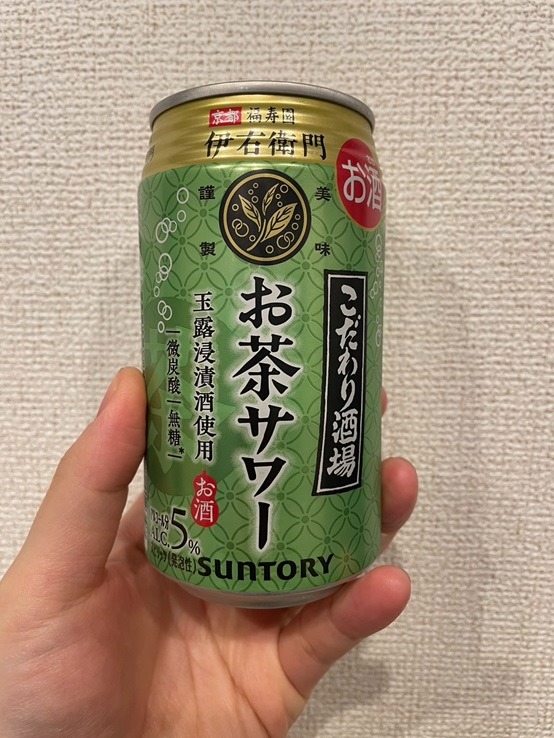 京都 福寿園
伊右衛門
お酒
謹製
美味
こだわり酒場
お茶サワー
玉露浸漬酒使用
微炭酸 無糖*
お酒
ALC.5%
SUNTORY